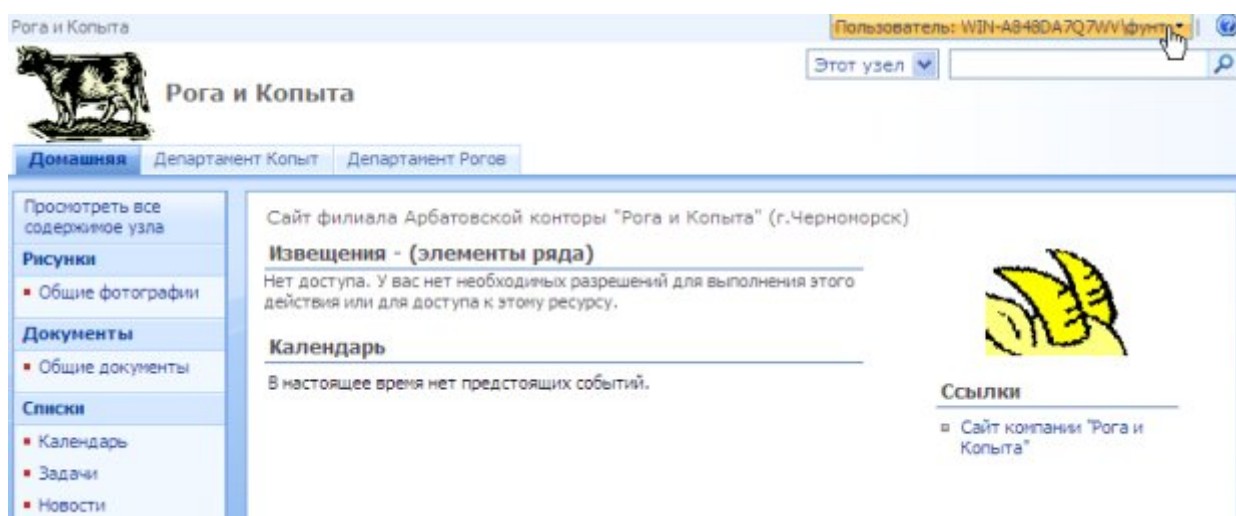 Рога и Копыта
Пользователь: WIN-A848DA7Q7WV\фунт
Этот узел
Рога и Копыта
Домашняя Департамент Копыт Департамент Рогов
Просмотреть все
содержимое узла
Рисунки
Общие фотографии
Документы
Общие документы
Списки
Календарь
Задачи
Новости
Сайт филиала Арбатовской конторы "Рога и Копыта" (г.Черноморск)
Извещения - (элементы ряда)
Нет доступа. У вас нет необходимых разрешений для выполнения этого
действия или для доступа к этому ресурсу.
Календарь
В настоящее время нет предстоящих событий.
Ссылки
Сайт компании "Рога и
Копыта"